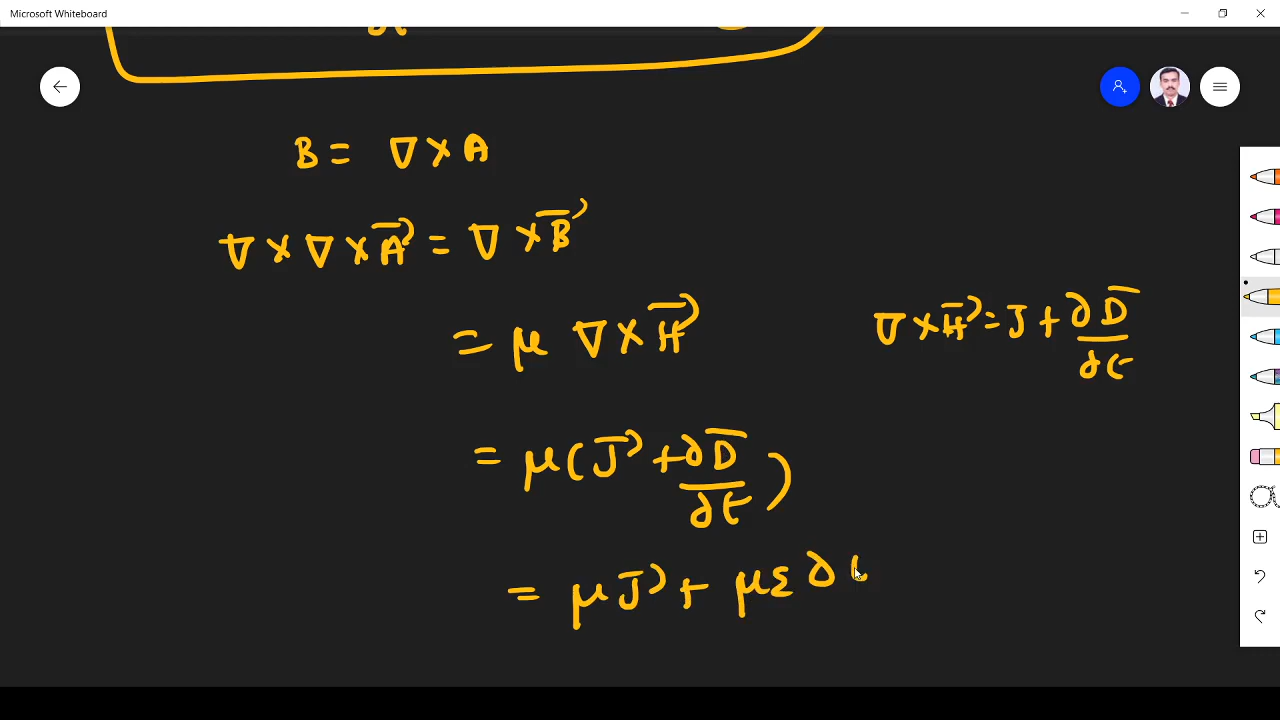 Microsoft Whiteboard
B = ∇ × A
∇ × ∇ × A⃗ = ∇ × B⃗
= μ ∇ × H⃗
∇ × H⃗ = J + ∂D̅/∂t
= μ(J⃗ + ∂D̅/∂t)
= μJ⃗ + με ∂